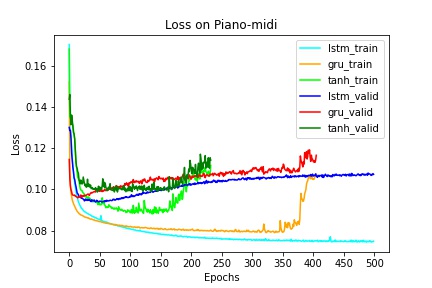 Loss on Piano-midi
lstm_train
gru_train
tanh_train
lstm_valid
gru_valid
tanh_valid
0.16
0.14
0.12
0.10
0.08
Loss
0 50 100 150 200 250 300 350 400 450 500
Epochs